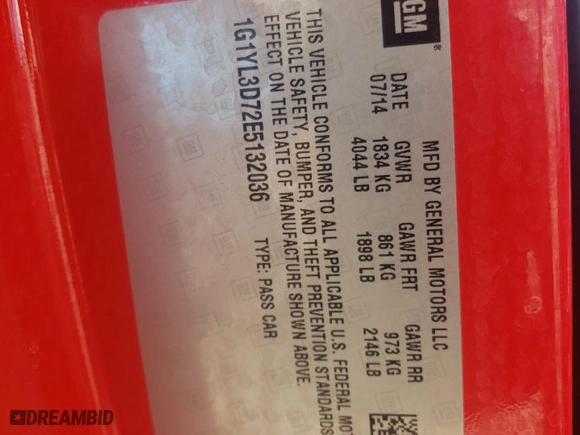 GM
®
MFD BY GENERAL MOTORS LLC
DATE GVWR GAWR FRT GAWR RR
07/14 1834 KG 861 KG 973 KG
4044 LB 1898 LB 2146 LB
THIS VEHICLE CONFORMS TO ALL APPLICABLE U.S. FEDERAL
VEHICLE SAFETY, BUMPER, AND THEFT PREVENTION STANDARDS
EFFECT ON THE DATE OF MANUFACTURE SHOWN ABOVE.
1G1YL3D72E5132036 TYPE: PASS CAR
DREAMBID